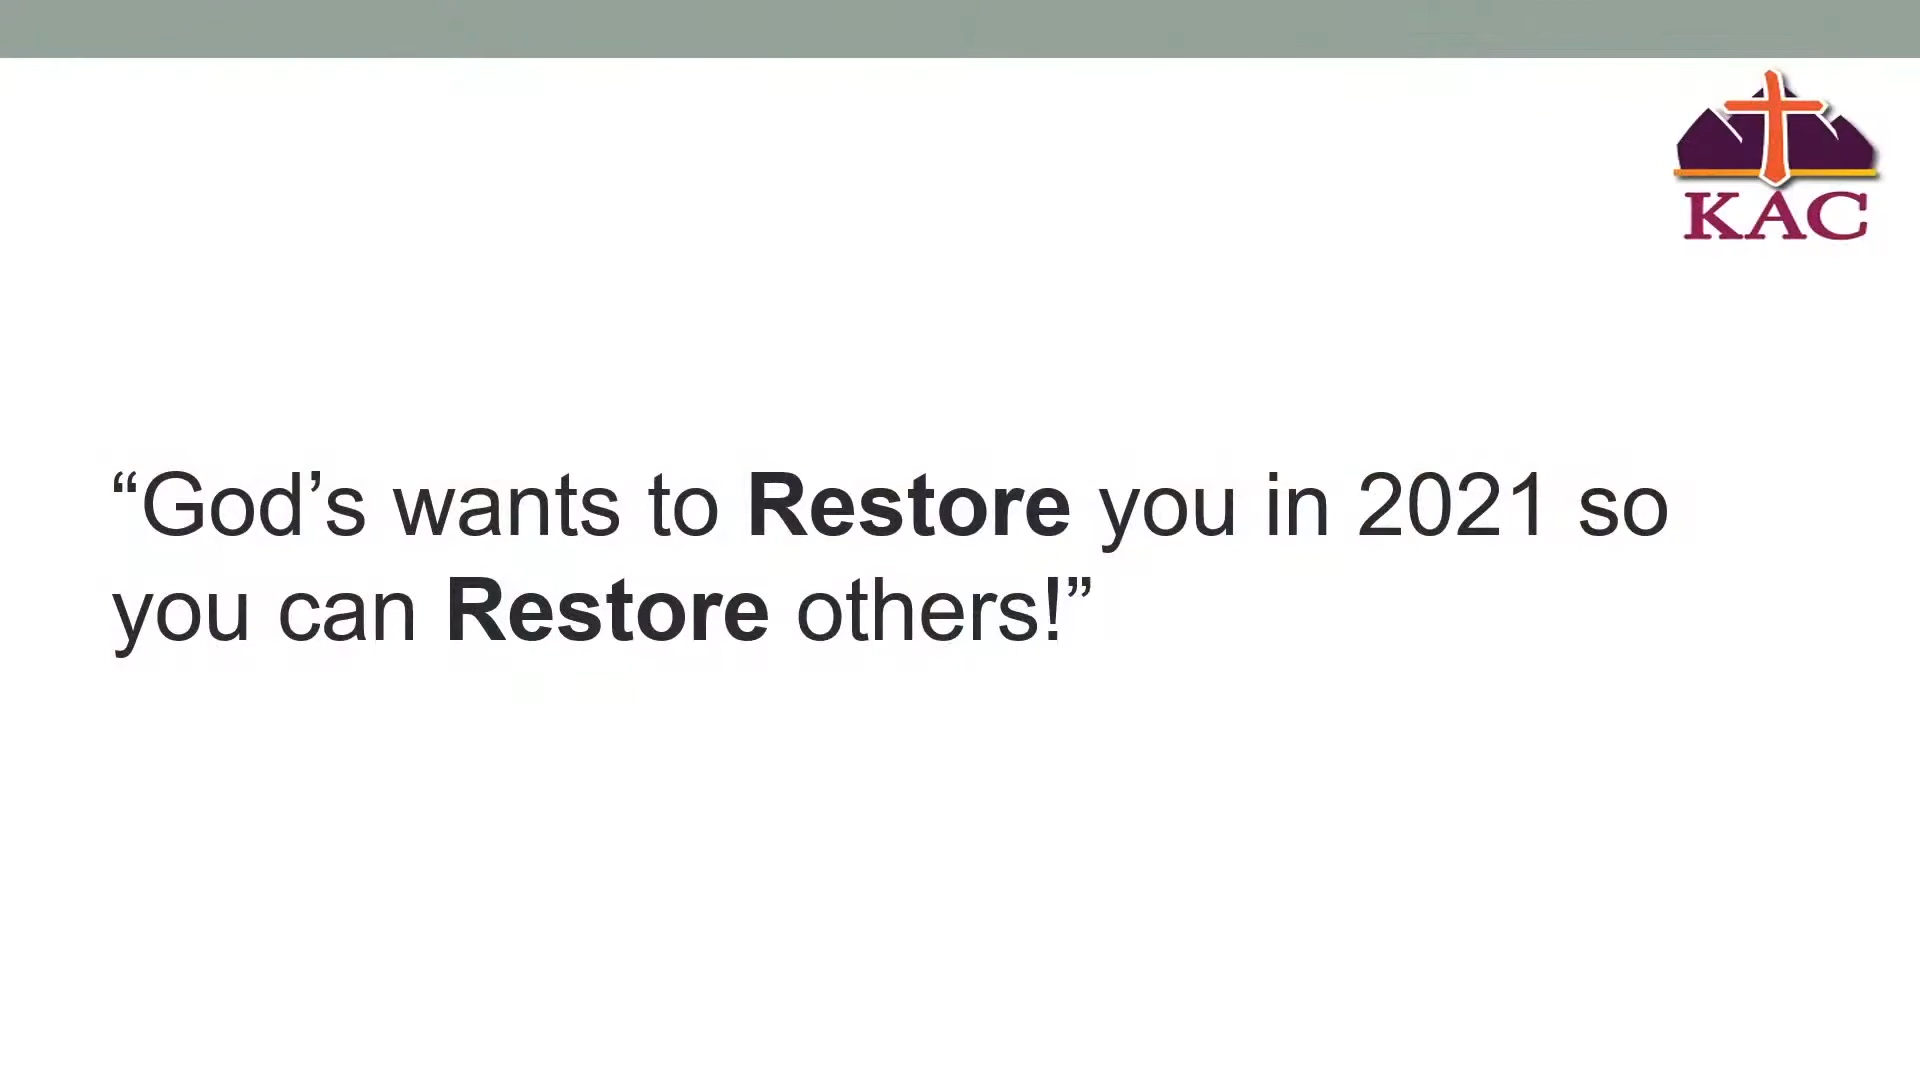 KAC
“God’s wants to Restore you in 2021 so
you can Restore others!”